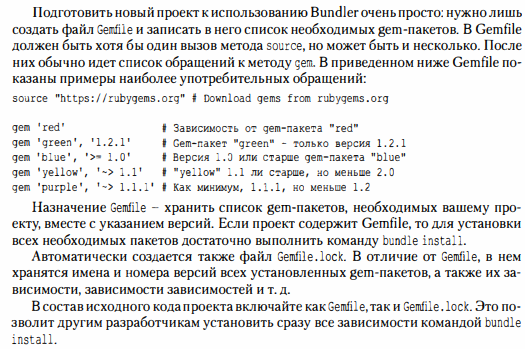 Подготовить новый проект к использованию Bundler очень просто: нужно лишь
создать файл Gemfile и записать в него список необходимых gem-пакетов. В Gemfile
должен быть хотя бы один вызов метода source, но может быть и несколько. После
них обычно идет список обращений к методу gem. В приведенном ниже Gemfile по-
казаны примеры наиболее употребительных обращений:
source "https://rubygems.org" # Download gems from rubygems.org
gem 'red' # Зависимость от gem-пакета "red"
gem 'green', '1.2.1' # Gem-пакет "green" - только версия 1.2.1
gem 'blue', '>= 1.0' # Версия 1.0 или старше gem-пакета "blue"
gem 'yellow', '~> 1.1' # "yellow" 1.1 ли старше, но меньше 2.0
gem 'purple', '~> 1.1.1' # Как минимум, 1.1.1, но меньше 1.2
Назначение Gemfile – хранить список gem-пакетов, необходимых вашему про-
екту, вместе с указанием версий. Если проект содержит Gemfile, то для установки
всех необходимых пакетов достаточно выполнить команду bundle install.
Автоматически создается также файл Gemfile.lock. В отличие от Gemfile, в нем
хранятся имена и номера версий всех установленных gem-пакетов, а также их за-
висимости, зависимости зависимостей и т. д.
В состав исходного кода проекта включайте как Gemfile, так и Gemfile.lock. Это по-
зволит другим разработчикам установить сразу все зависимости командой bundle
install.